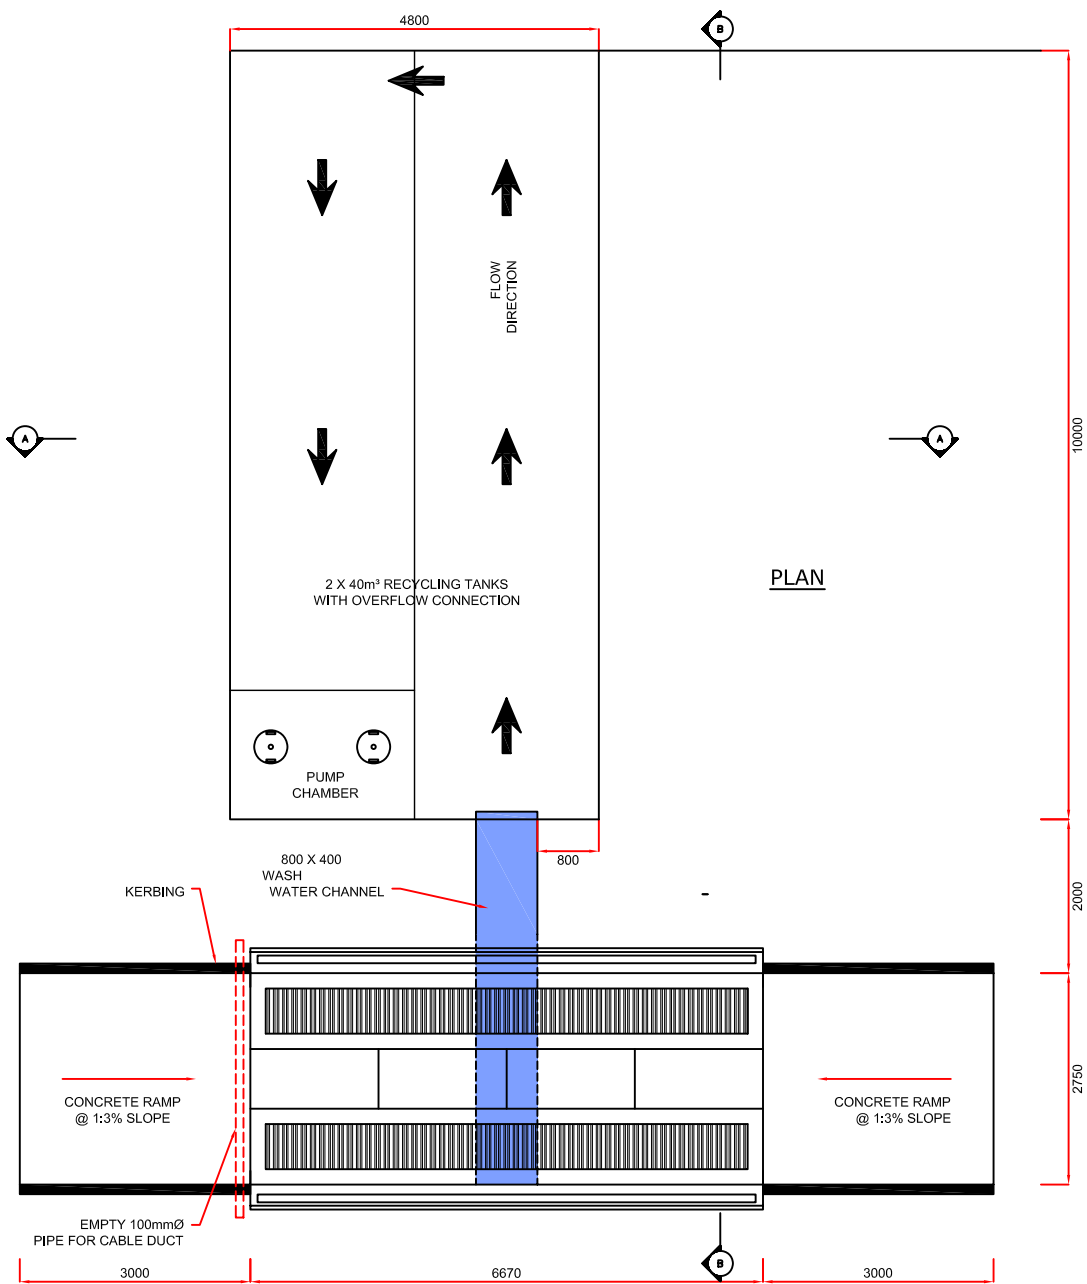 4800
B
FLOW
DIRECTION
A
A
10000
2 X 40m³ RECYCLING TANKS
WITH OVERFLOW CONNECTION
PLAN
PUMP
CHAMBER
800 X 400
WASH
WATER CHANNEL
800
KERBING
2000
CONCRETE RAMP
@ 1:3% SLOPE
CONCRETE RAMP
@ 1:3% SLOPE
2750
EMPTY 100mmØ
PIPE FOR CABLE DUCT
B
3000
6670
3000